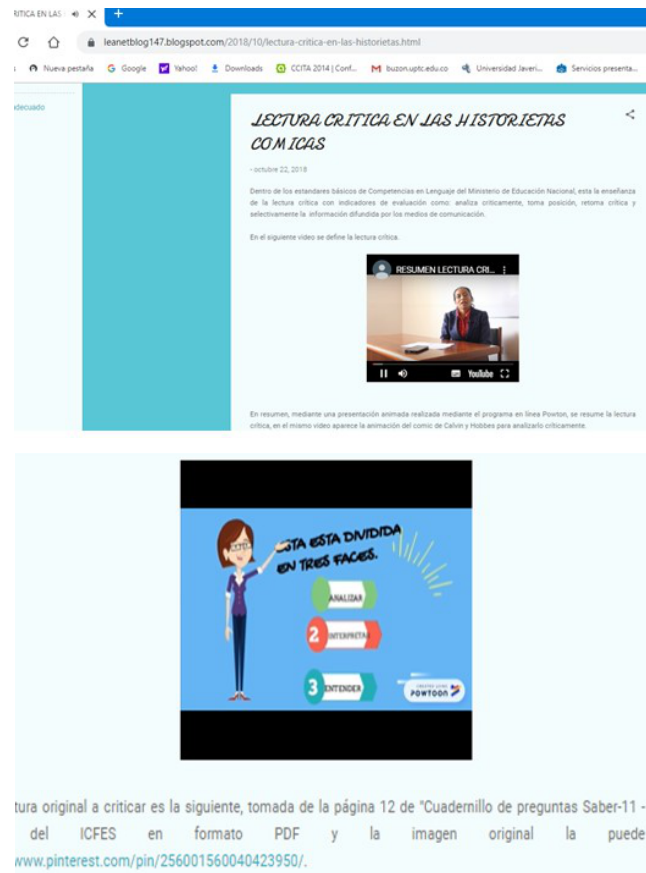 RITICA EN LAS
leanetblog147.blogspot.com/2018/10/lectura-critica-en-las-historietas.html
Nueva pestaña Google Yahoo! Downloads CCITA 2014 | Conf... buzon.uptc.edu.co Universidad Javeri... Servicios presenta...
adecuado
LECTURA CRITICA EN LAS HISTORIETAS
COMICAS
- octubre 22, 2018
Dentro de los estandares básicos de Competencias en Lenguaje del Ministerio de Educación Nacional, esta la enseñanza
de la lectura crítica con indicadores de evaluación como: analiza criticamente, toma posición, retoma crítica y
selectivamente la información difundida por los medios de comunicación.
En el siguiente video se define la lectura crítica.
RESUMEN LECTURA CRI...
YouTube
En resumen, mediante una presentación animada realizada mediante el programa en línea Powton, se resume la lectura
crítica, en el mismo video aparece la animación del comic de Calvin y Hobbes para analizarlo críticamente.
ESTA ESTA DIVIDIDA
EN TRES FACES.
ANALIZAR
2 INTERPRETAR
3 ENTENDER
POWTOON
tura original a criticar es la siguiente, tomada de la página 12 de "Cuadernillo de preguntas Saber-11 -
del ICFES en formato PDF y la imagen original la puede
www.pinterest.com/pin/256001560040423950/.